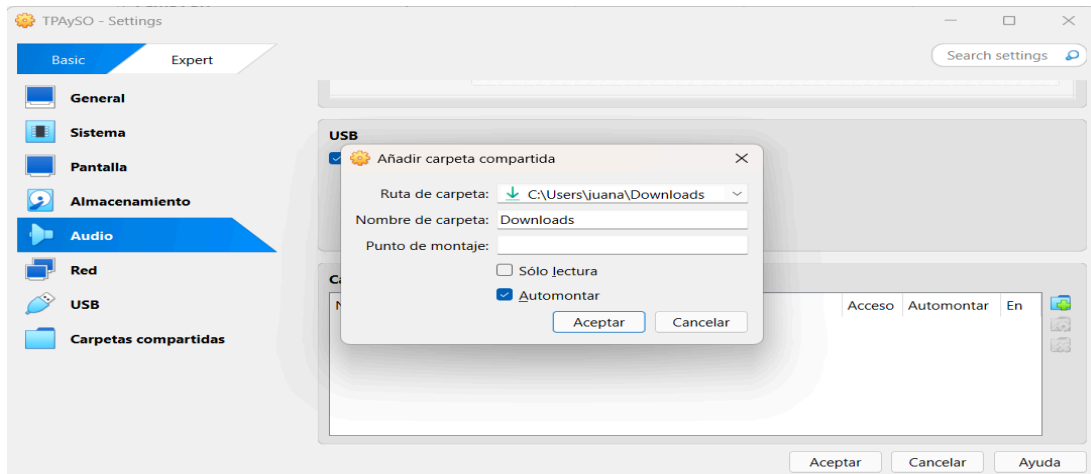 TPAySO - Settings
Basic
Expert
Search settings
General
Sistema
Pantalla
Almacenamiento
Audio
Red
USB
Carpetas compartidas
USB
Añadir carpeta compartida
Ruta de carpeta: C:\Users\juana\Downloads
Nombre de carpeta: Downloads
Punto de montaje:
Sólo lectura
Automontar
Aceptar Cancelar
Acceso Automontar En
Aceptar Cancelar Ayuda